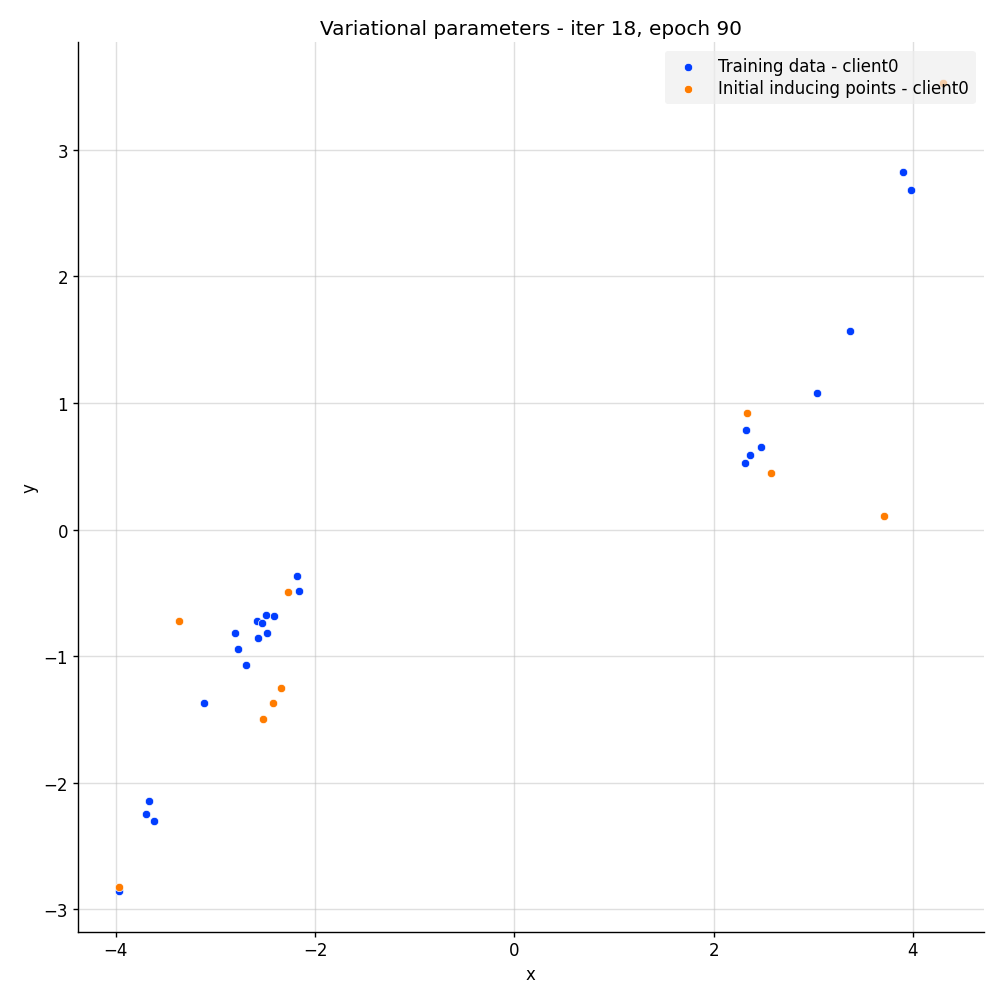 Variational parameters - iter 18, epoch 90
Training data - client0
Initial inducing points - client0
3
2
1
0
−1
−2
−3
y
−4 −2 0 2 4
x